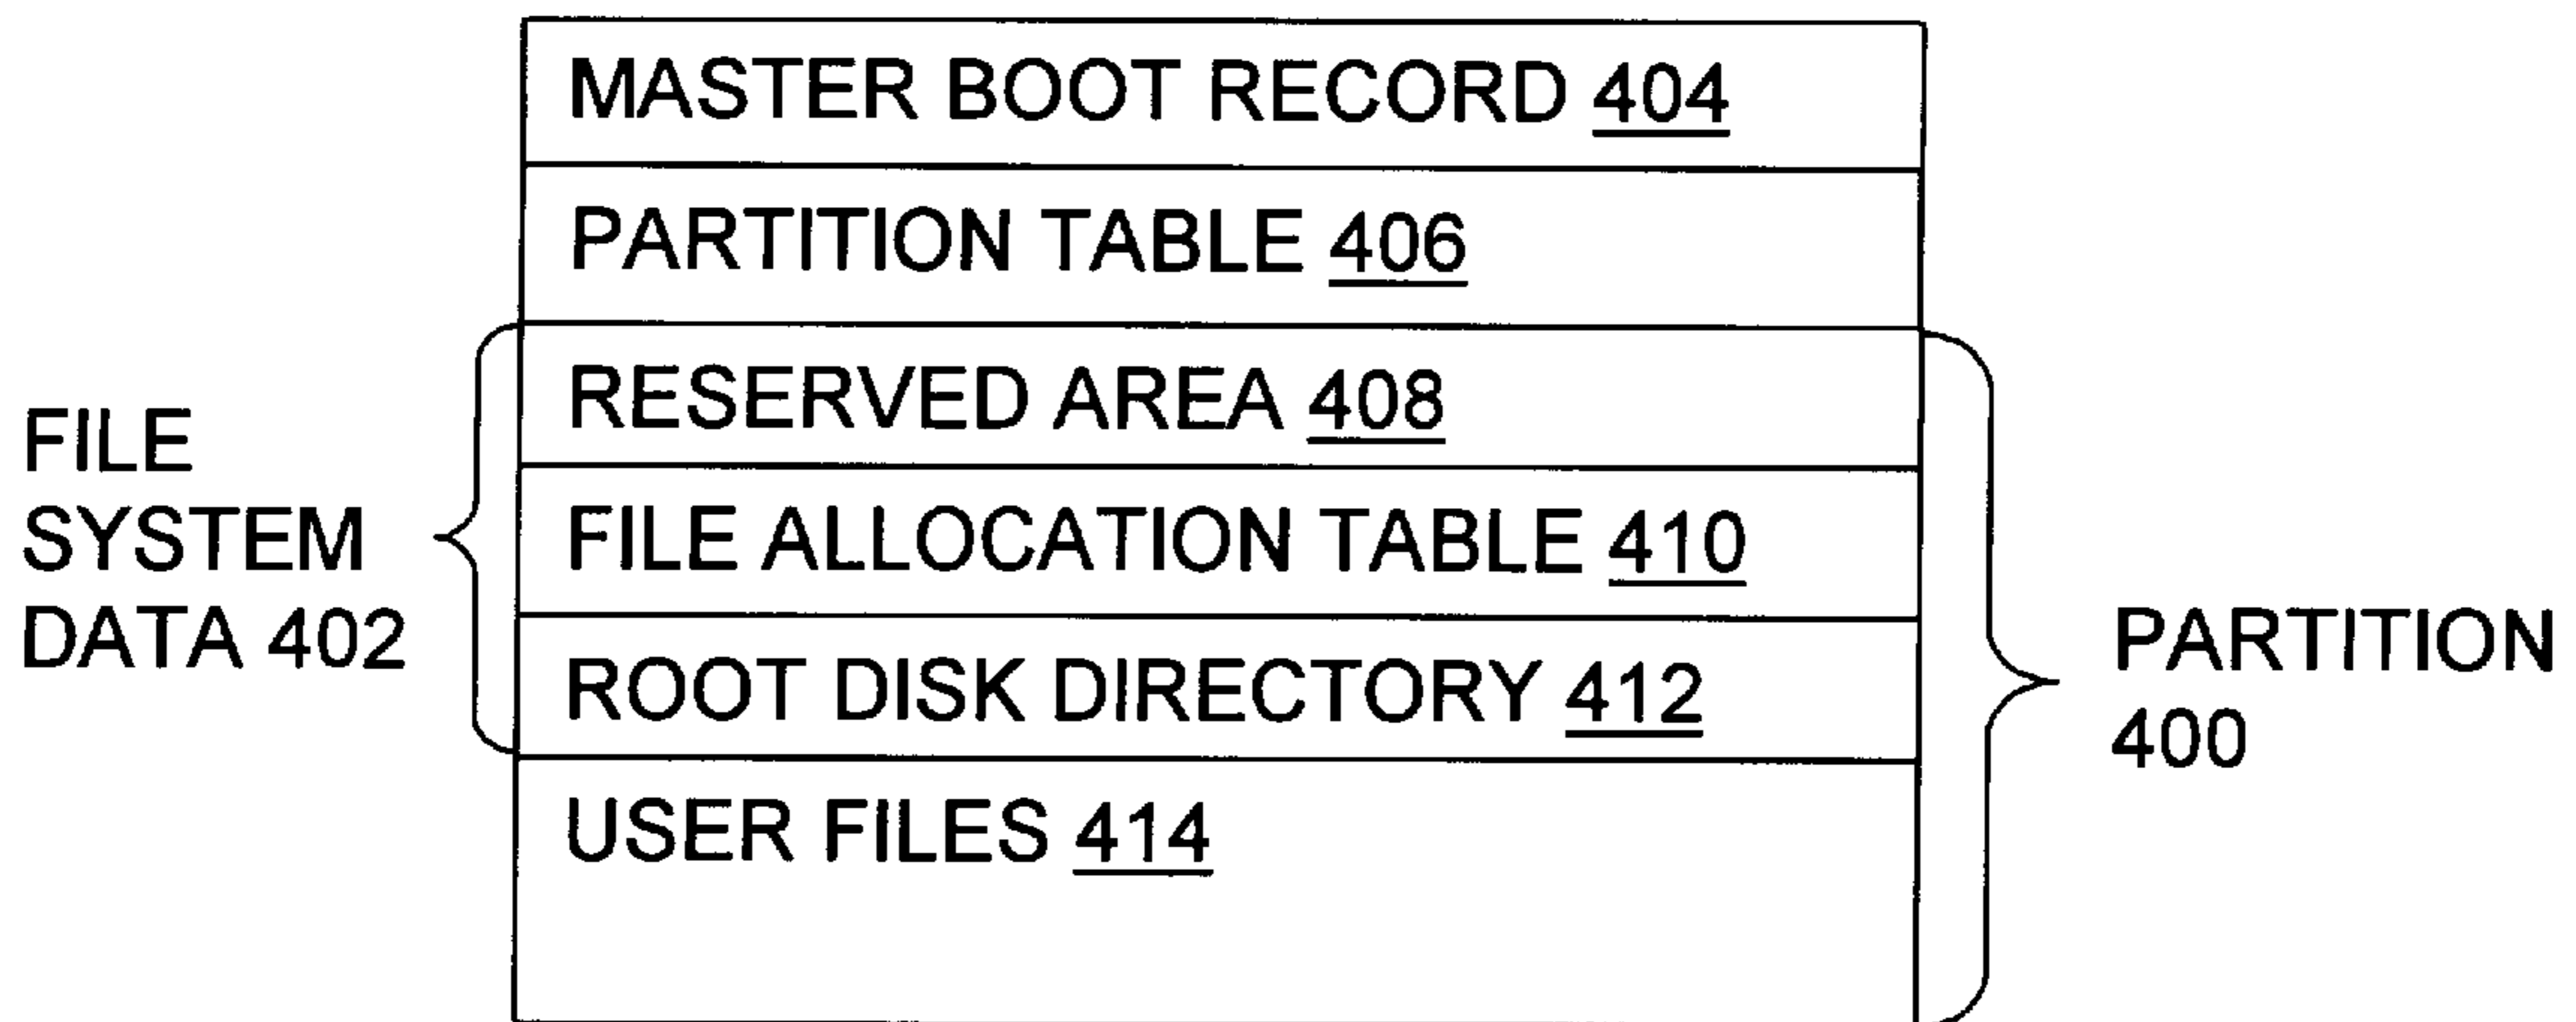 MASTER BOOT RECORD 404
PARTITION TABLE 406
RESERVED AREA 408
FILE ALLOCATION TABLE 410
ROOT DISK DIRECTORY 412
USER FILES 414
FILE
SYSTEM
DATA 402
PARTITION
400